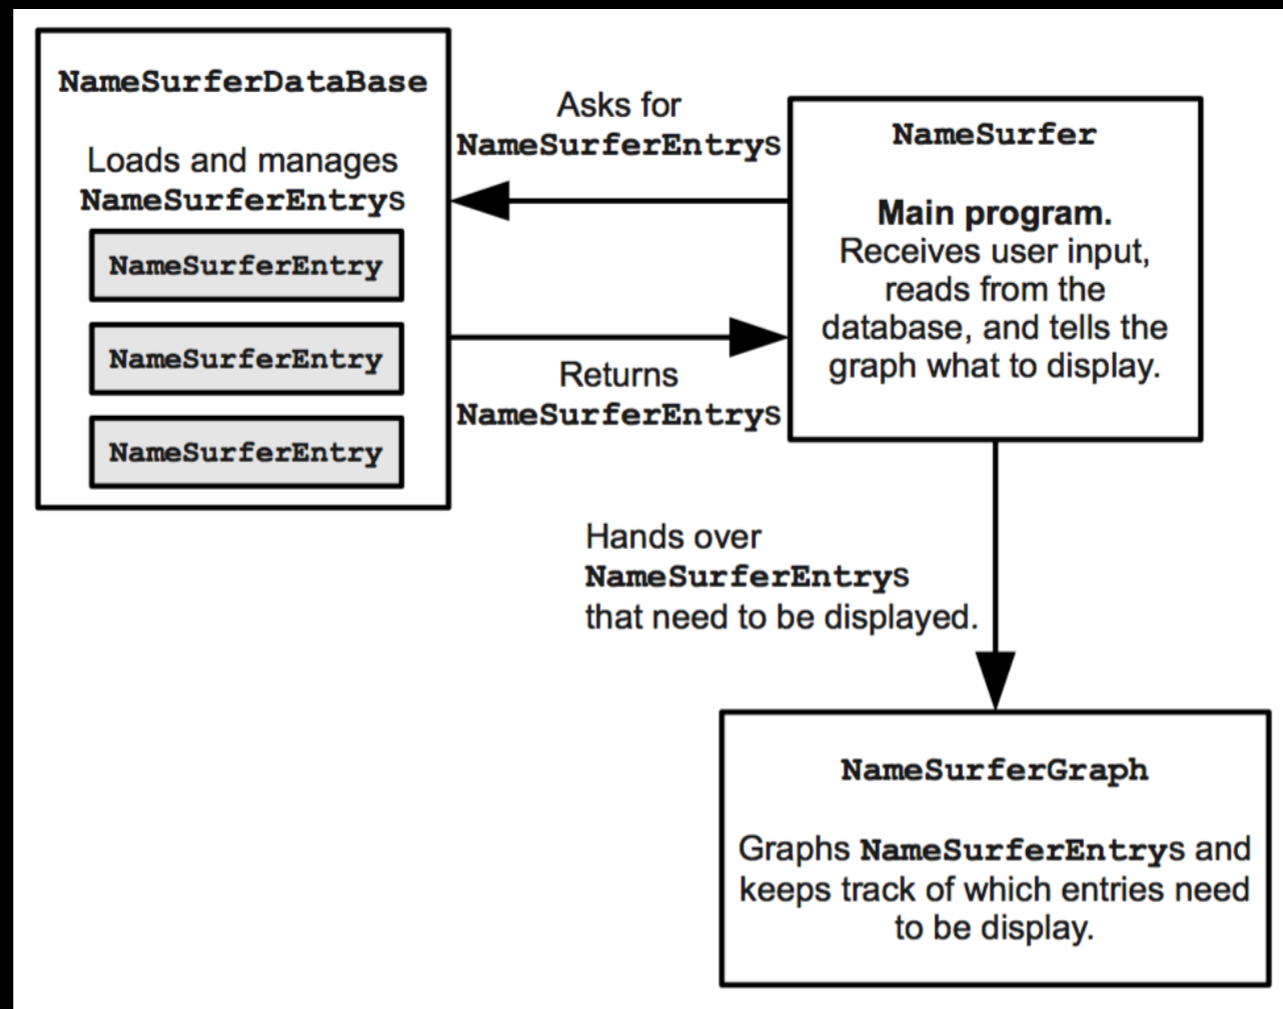 NameSurferDataBase
Loads and manages
NameSurferEntrys
NameSurferEntry
NameSurferEntry
NameSurferEntry
Asks for
NameSurferEntrys
Returns
NameSurferEntrys
NameSurfer
Main program.
Receives user input,
reads from the
database, and tells the
graph what to display.
Hands over
NameSurferEntrys
that need to be displayed.
NameSurferGraph
Graphs NameSurferEntrys and
keeps track of which entries need
to be display.